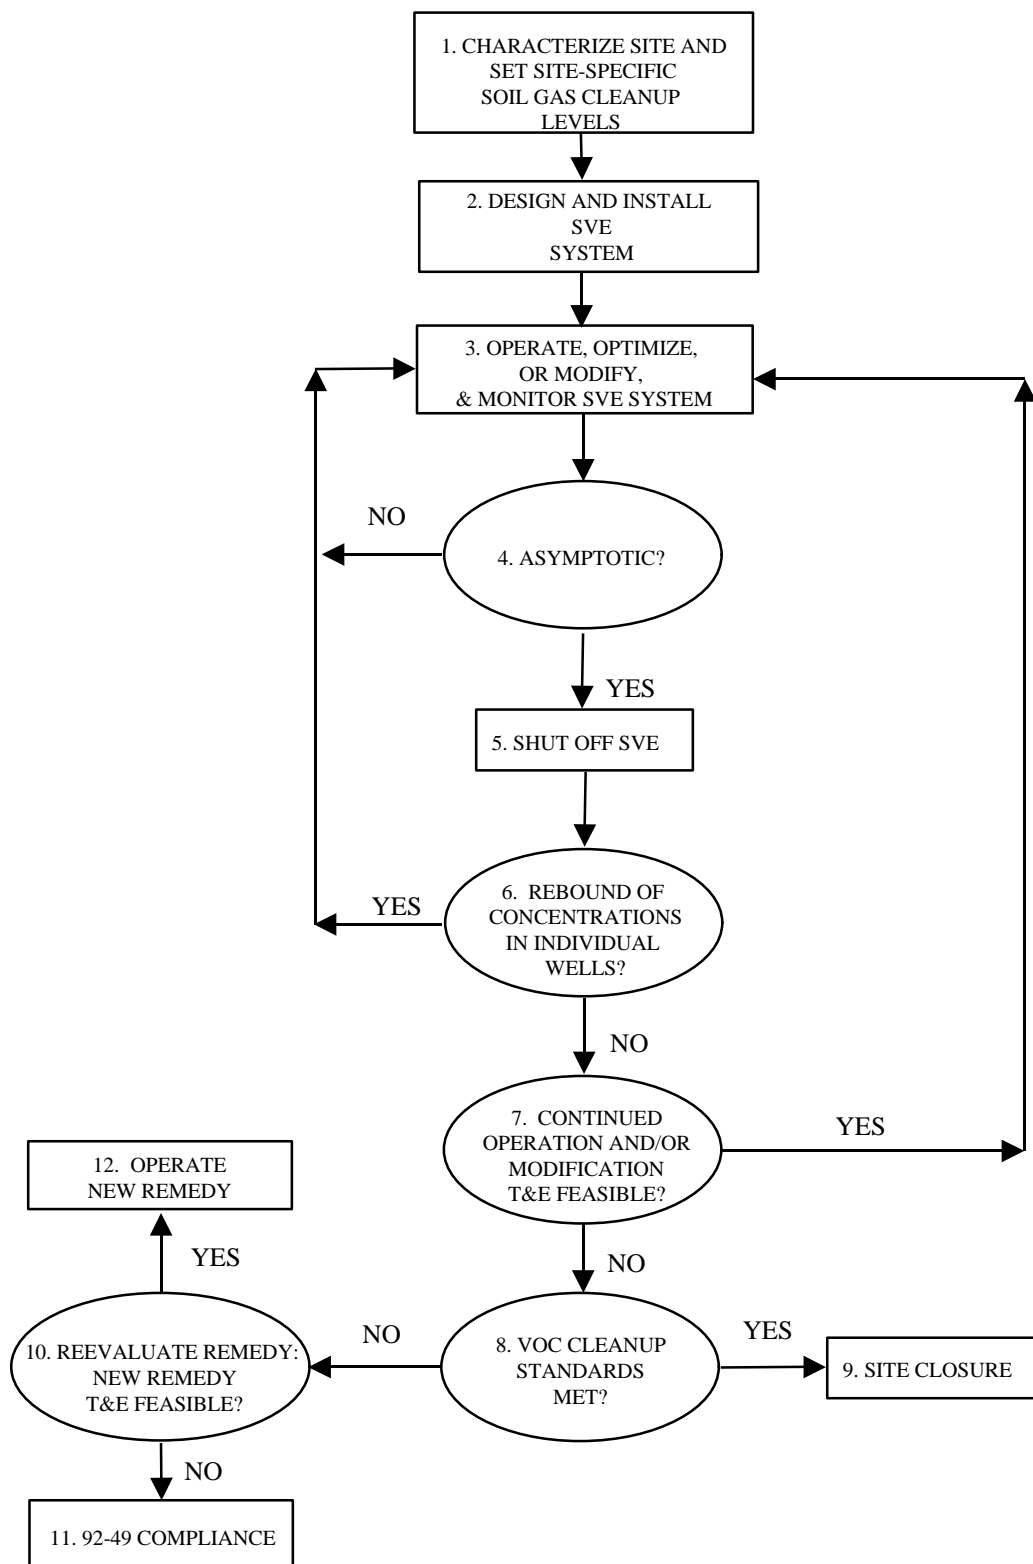 1. CHARACTERIZE SITE AND
SET SITE-SPECIFIC
SOIL GAS CLEANUP
LEVELS
2. DESIGN AND INSTALL
SVE
SYSTEM
3. OPERATE, OPTIMIZE,
OR MODIFY,
& MONITOR SVE SYSTEM
NO
4. ASYMPTOTIC?
YES
5. SHUT OFF SVE
YES
6. REBOUND OF
CONCENTRATIONS
IN INDIVIDUAL
WELLS?
NO
7. CONTINUED
OPERATION AND/OR
MODIFICATION
T&E FEASIBLE?
YES
12. OPERATE
NEW REMEDY
YES
NO
10. REEVALUATE REMEDY:
NEW REMEDY
T&E FEASIBLE?
NO
8. VOC CLEANUP
STANDARDS
MET?
YES
9. SITE CLOSURE
NO
11. 92-49 COMPLIANCE